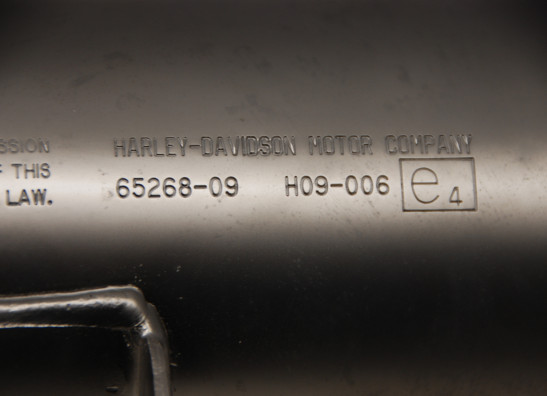 SSION HARLEY-DAVIDSON MOTOR COMPANY
F THIS 65268-09 H09-006 e4
LAW.